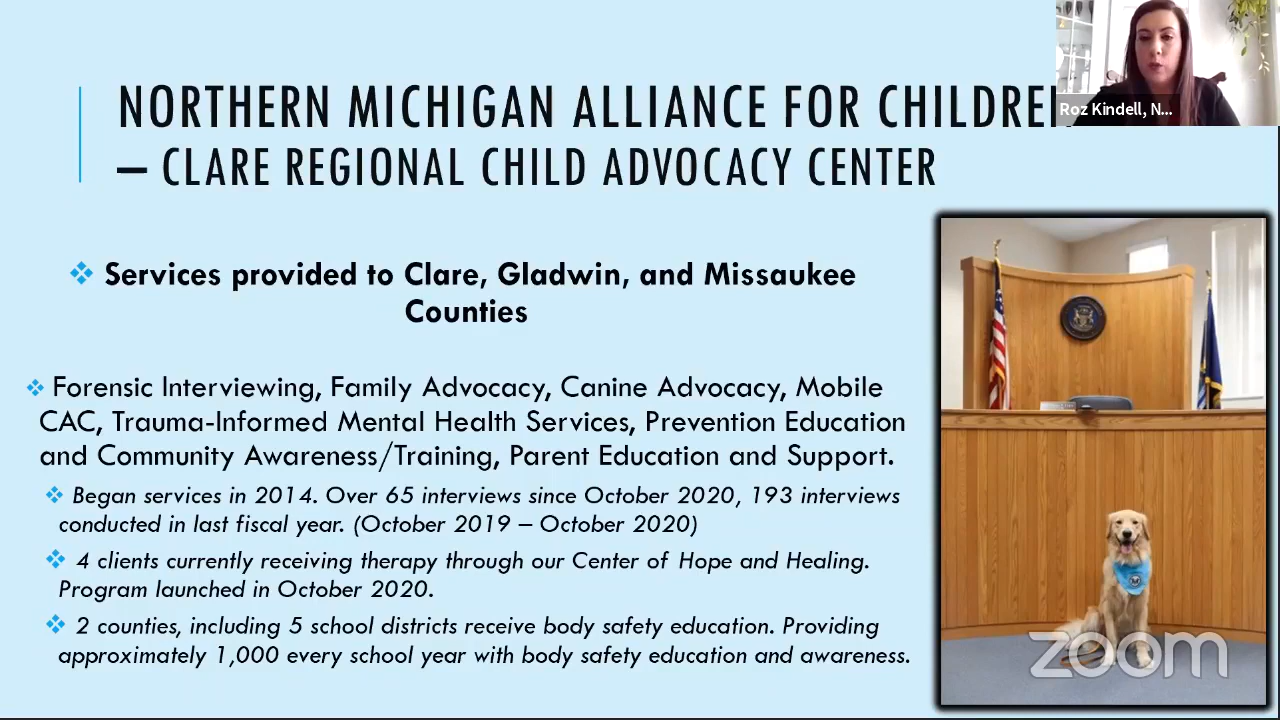 NORTHERN MICHIGAN ALLIANCE FOR CHILDRE
– CLARE REGIONAL CHILD ADVOCACY CENTER
Roz Kindell, N...
❖ Services provided to Clare, Gladwin, and Missaukee
Counties
❖ Forensic Interviewing, Family Advocacy, Canine Advocacy, Mobile
CAC, Trauma-Informed Mental Health Services, Prevention Education
and Community Awareness/Training, Parent Education and Support.
❖ Began services in 2014. Over 65 interviews since October 2020, 193 interviews
conducted in last fiscal year. (October 2019 – October 2020)
❖ 4 clients currently receiving therapy through our Center of Hope and Healing.
Program launched in October 2020.
❖ 2 counties, including 5 school districts receive body safety education. Providing
approximately 1,000 every school year with body safety education and awareness.
zoom